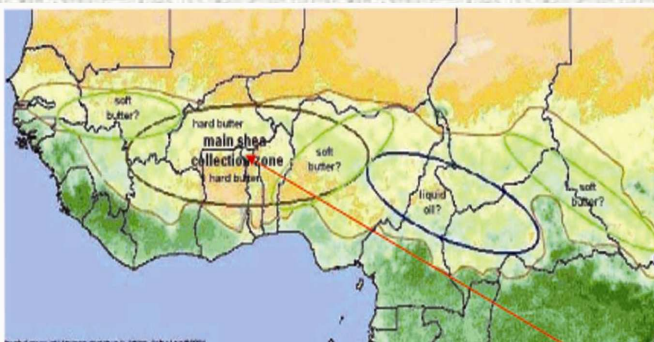 soft
butter?
hard butter
main shea
collection zone
hard butter
soft
butter?
liquid
oil?
soft
butter?